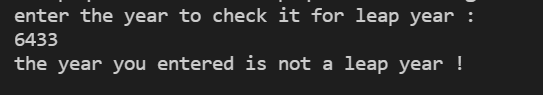 enter the year to check it for leap year :
6433
the year you entered is not a leap year !